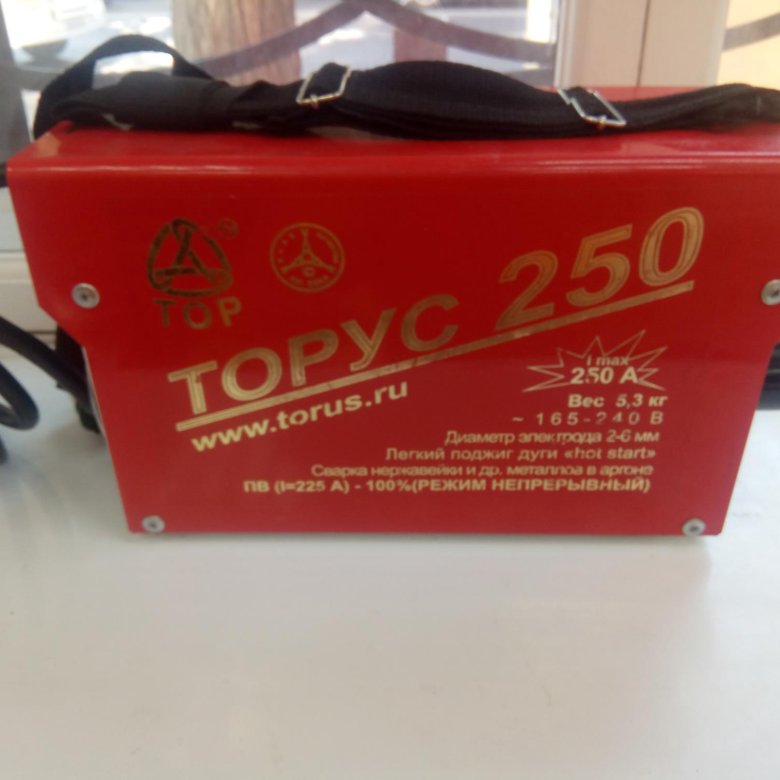 ТОР
ТОРУС 250
www.torus.ru
i max
250 А
Вес 5,3 кг
~ 165-240 В
Диаметр электрода 2-6 мм
Легкий поджиг дуги «hot start»
Сварка нержавейки и др. металлов в аргоне
ПВ (I=225 А) - 100%(РЕЖИМ НЕПРЕРЫВНЫЙ)